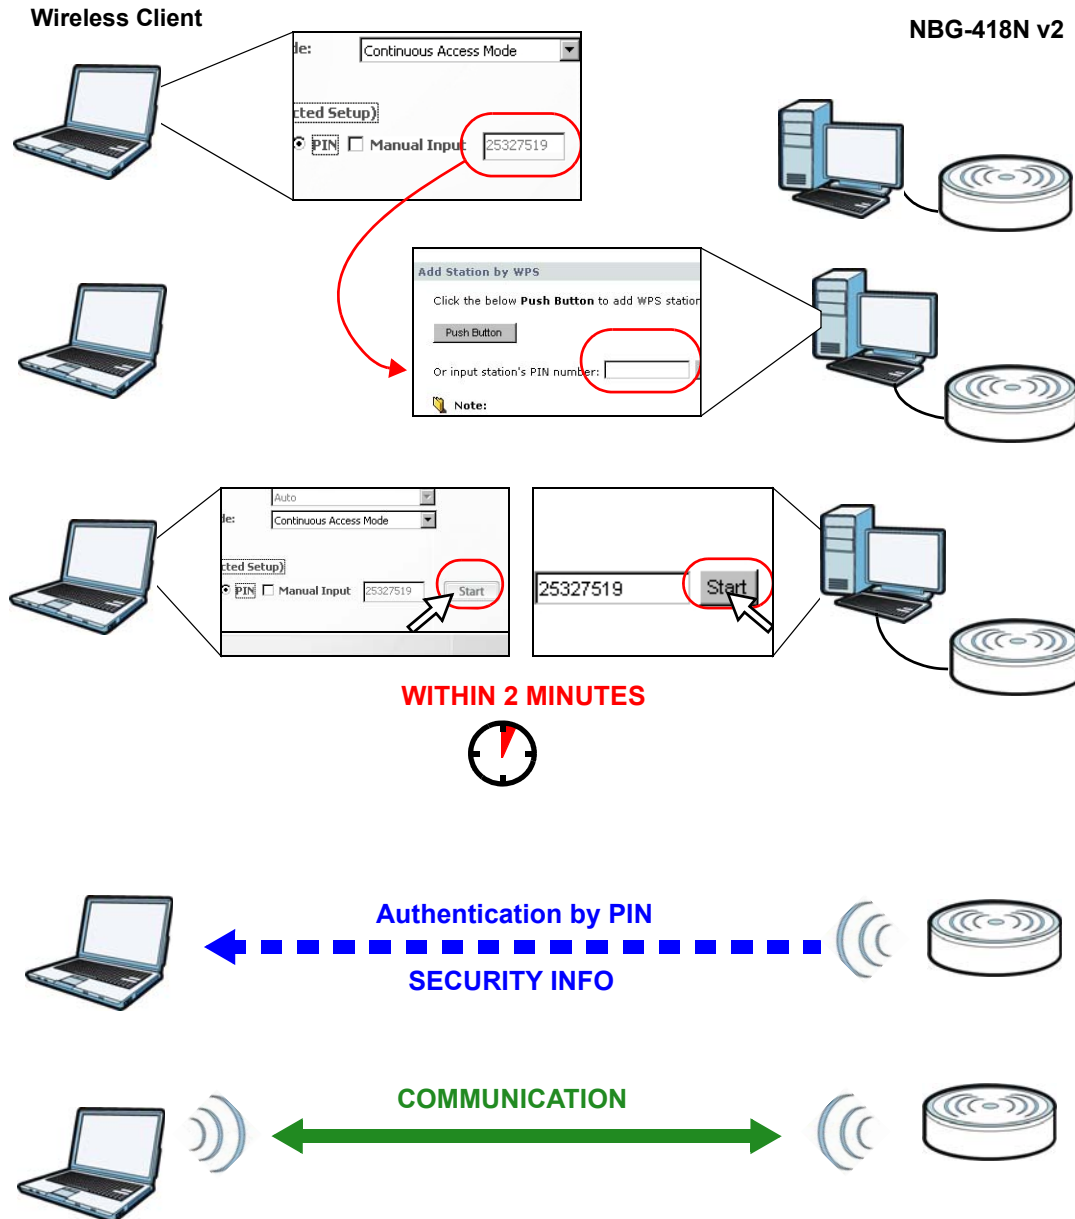 Wireless Client
NBG-418N v2
de:
Continuous Access Mode
cted Setup)
PIN Manual Input 25327519
Add Station by WPS
Click the below Push Button to add WPS station
Push Button
Or input station's PIN number:
Note:
Auto
de:
Continuous Access Mode
cted Setup)
PIN Manual Input 25327519 Start
25327519 Start
WITHIN 2 MINUTES
Authentication by PIN
SECURITY INFO
COMMUNICATION